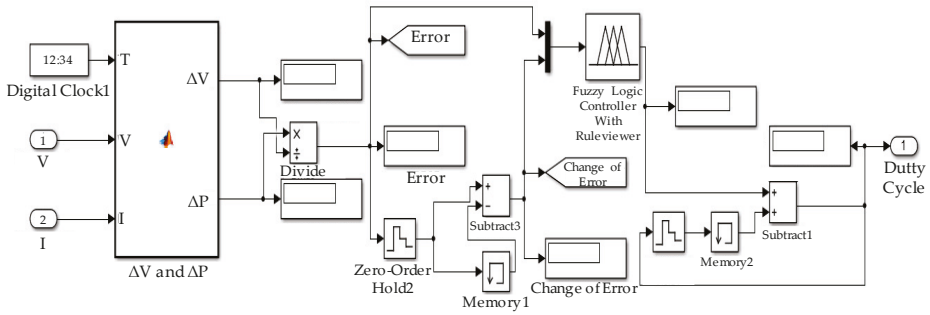 12:34
Digital Clock1
1
V
2
I
T
V
I
ΔV
ΔP
ΔV and ΔP
×
÷
Divide
Error
Error
Zero-Order
Hold2
+
−
Subtract3
Memory1
Change of
Error
Change of Error
Fuzzy Logic
Controller
With
Ruleviewer
+
+
Subtract1
Memory2
1
Dutty
Cycle